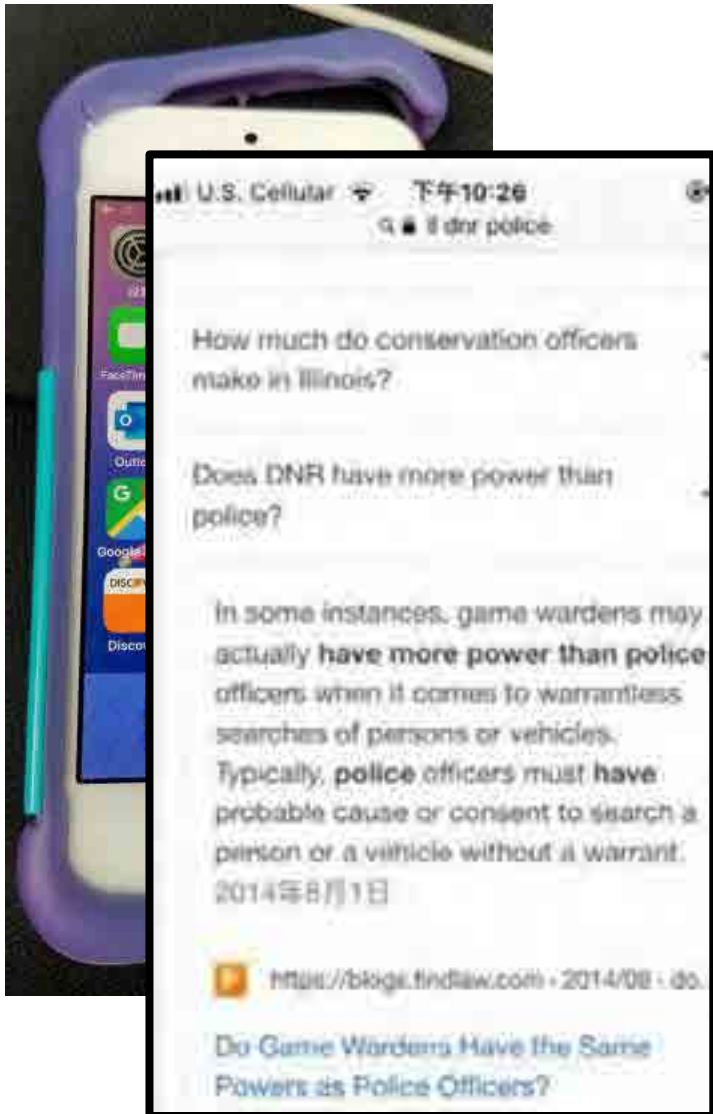 FaceTim
O
Outlo
G
Google
DISC
Discov
U.S. Cellular 下午10:26
il dnr police
How much do conservation officers
make in Illinois?
Does DNR have more power than
police?
In some instances, game wardens may
actually have more power than police
officers when it comes to warrantless
searches of persons or vehicles.
Typically, police officers must have
probable cause or consent to search a
person or a vehicle without a warrant.
2014年8月1日
https://blogs.findlaw.com › 2014/08 › do.
Do Game Wardens Have the Same
Powers as Police Officers?